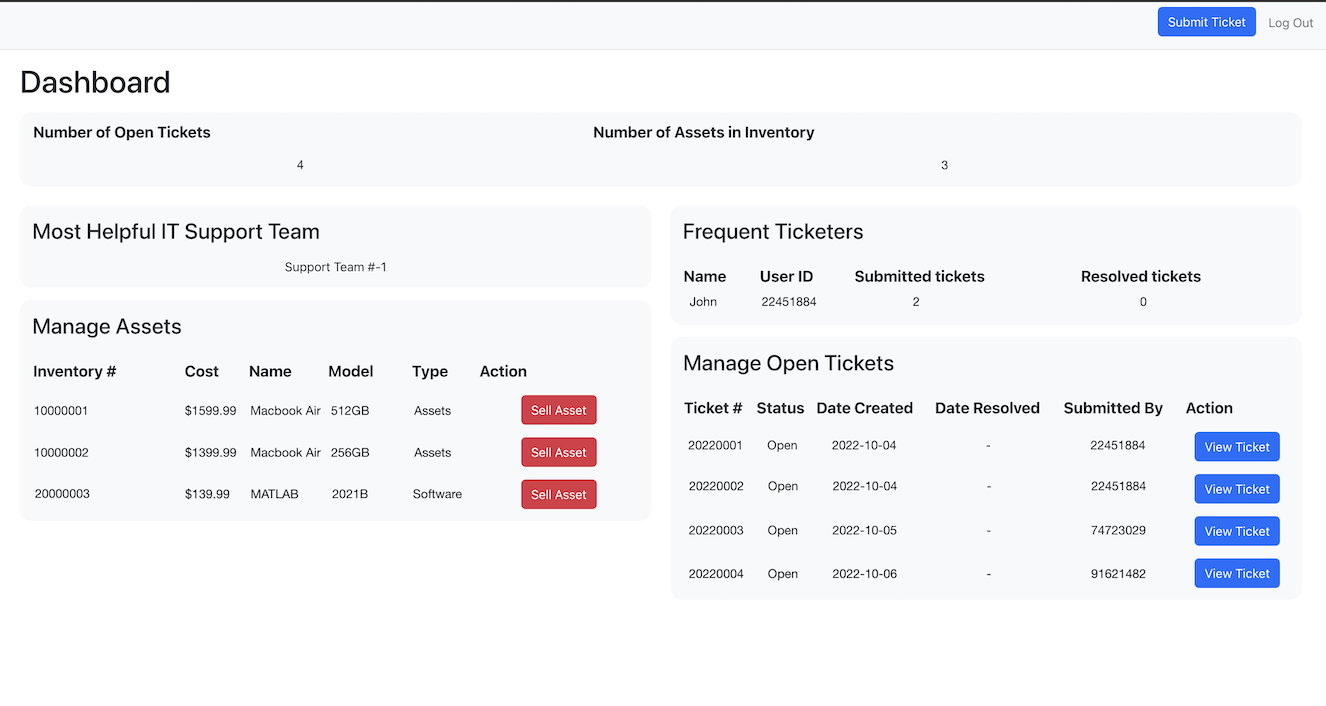 Submit Ticket Log Out
Dashboard
Number of Open Tickets Number of Assets in Inventory
4 3
Most Helpful IT Support Team
Support Team #-1
Manage Assets
Inventory # Cost Name Model Type Action
10000001 $1599.99 Macbook Air 512GB Assets Sell Asset
10000002 $1399.99 Macbook Air 256GB Assets Sell Asset
20000003 $139.99 MATLAB 2021B Software Sell Asset
Frequent Ticketers
Name User ID Submitted tickets Resolved tickets
John 22451884 2 0
Manage Open Tickets
Ticket # Status Date Created Date Resolved Submitted By Action
20220001 Open 2022-10-04 - 22451884 View Ticket
20220002 Open 2022-10-04 - 22451884 View Ticket
20220003 Open 2022-10-05 - 74723029 View Ticket
20220004 Open 2022-10-06 - 91621482 View Ticket